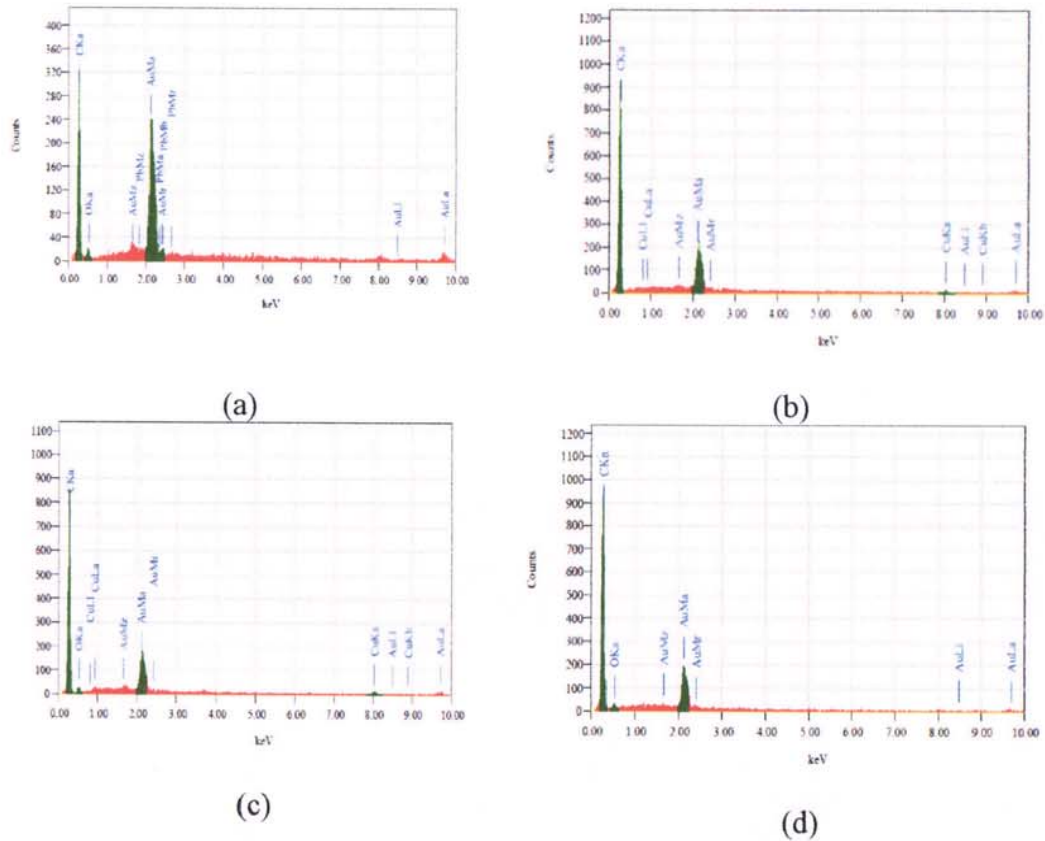 400
360
320
280
240
200
160
120
80
40
0
Counts
CKa
OKa
AuMz
PbMz
AuMa
AuMr
PbMa
PbMb
PbMr
AuLl
AuLa
0.00 1.00 2.00 3.00 4.00 5.00 6.00 7.00 8.00 9.00 10.00
keV
(a)
1200
1100
1000
900
800
700
600
500
400
300
200
100
0
Counts
CKa
CuLl
CuLa
AuMz
AuMa
AuMr
CuKa
AuLl
CuKb
AuLa
0.00 1.00 2.00 3.00 4.00 5.00 6.00 7.00 8.00 9.00 10.00
keV
(b)
1100
1000
900
800
700
600
500
400
300
200
100
0
CKa
OKa
CuLl
CuLa
AuMz
AuMa
AuMr
CuKa
AuLl
CuKb
AuLa
0.00 1.00 2.00 3.00 4.00 5.00 6.00 7.00 8.00 9.00 10.00
keV
(c)
1200
1100
1000
900
800
700
600
500
400
300
200
100
0
Counts
CKa
OKa
AuMz
AuMa
AuMr
AuLl
AuLa
0.00 1.00 2.00 3.00 4.00 5.00 6.00 7.00 8.00 9.00 10.00
keV
(d)